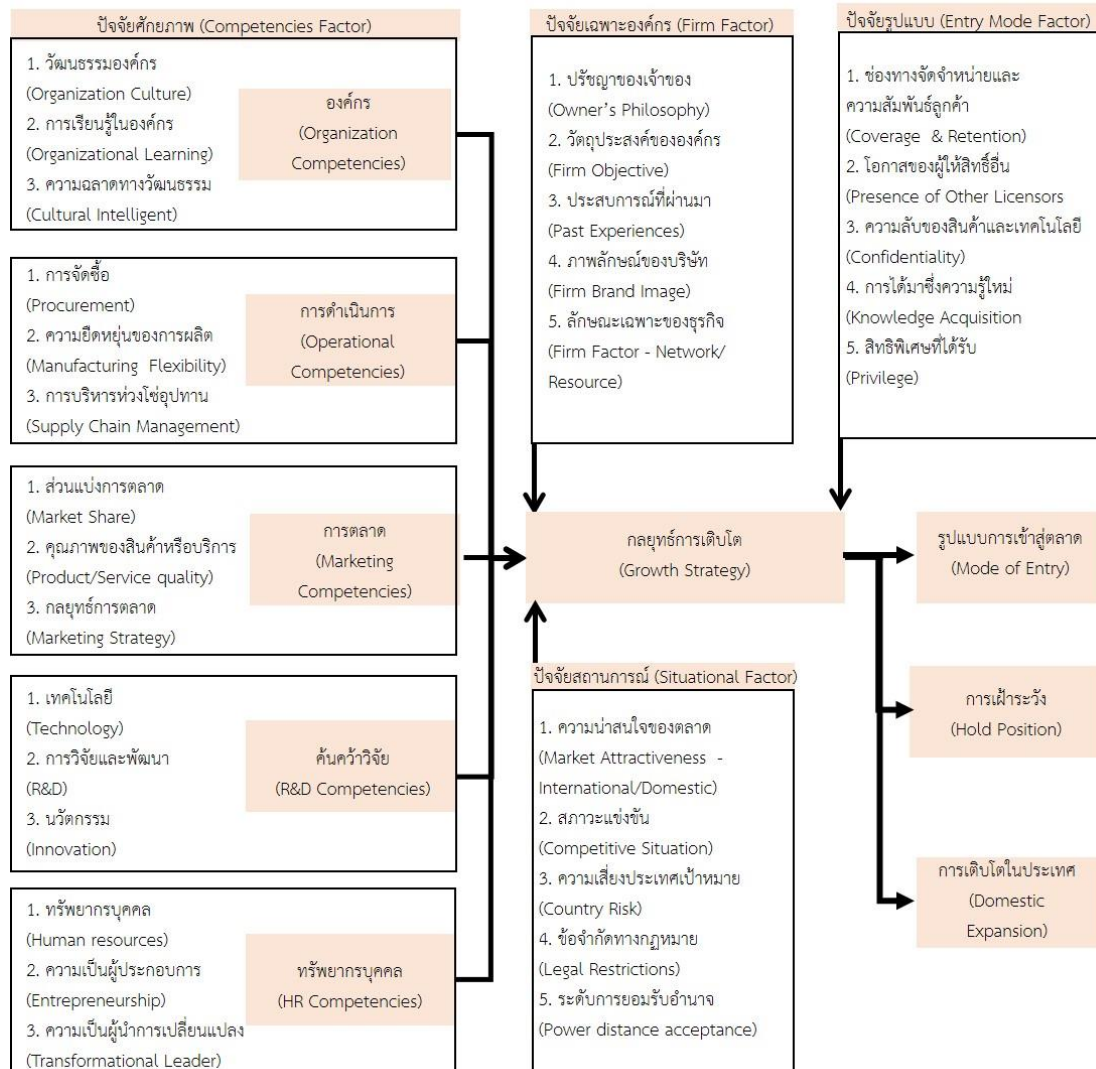 ปัจจัยศักยภาพ (Competencies Factor)
1. วัฒนธรรมองค์กร
(Organization Culture)
2. การเรียนรู้ในองค์กร
(Organizational Learning)
3. ความฉลาดทางวัฒนธรรม
(Cultural Intelligent)
องค์กร
(Organization
Competencies)
1. การจัดซื้อ
(Procurement)
2. ความยืดหยุ่นของการผลิต
(Manufacturing Flexibility)
3. การบริหารห่วงโซ่อุปทาน
(Supply Chain Management)
การดำเนินการ
(Operational
Competencies)
1. ส่วนแบ่งการตลาด
(Market Share)
2. คุณภาพของสินค้าหรือบริการ
(Product/Service quality)
3. กลยุทธ์การตลาด
(Marketing Strategy)
การตลาด
(Marketing
Competencies)
1. เทคโนโลยี
(Technology)
2. การวิจัยและพัฒนา
(R&D)
3. นวัตกรรม
(Innovation)
ค้นคว้าวิจัย
(R&D Competencies)
1. ทรัพยากรบุคคล
(Human resources)
2. ความเป็นผู้ประกอบการ
(Entrepreneurship)
3. ความเป็นผู้นำการเปลี่ยนแปลง
(Transformational Leader)
ทรัพยากรบุคคล
(HR Competencies)
ปัจจัยเฉพาะองค์กร (Firm Factor)
1. ปรัชญาของเจ้าของ
(Owner's Philosophy)
2. วัตถุประสงค์ขององค์กร
(Firm Objective)
3. ประสบการณ์ที่ผ่านมา
(Past Experiences)
4. ภาพลักษณ์ของบริษัท
(Firm Brand Image)
5. ลักษณะเฉพาะของธุรกิจ
(Firm Factor - Network/
Resource)
ปัจจัยรูปแบบ (Entry Mode Factor)
1. ช่องทางจัดจำหน่ายและ
ความสัมพันธ์ลูกค้า
(Coverage & Retention)
2. โอกาสของผู้ให้สิทธิ์อื่น
(Presence of Other Licensors
3. ความลับของสินค้าและเทคโนโลยี
(Confidentiality)
4. การได้มาซึ่งความรู้ใหม่
(Knowledge Acquisition
5. สิทธิพิเศษที่ได้รับ
(Privilege)
กลยุทธ์การเติบโต
(Growth Strategy)
ปัจจัยสถานการณ์ (Situational Factor)
1. ความน่าสนใจของตลาด
(Market Attractiveness -
International/Domestic)
2. สภาวะแข่งขัน
(Competitive Situation)
3. ความเสี่ยงประเทศเป้าหมาย
(Country Risk)
4. ข้อจำกัดทางกฎหมาย
(Legal Restrictions)
5. ระดับการยอมรับอำนาจ
(Power distance acceptance)
รูปแบบการเข้าสู่ตลาด
(Mode of Entry)
การเฝ้าระวัง
(Hold Position)
การเติบโตในประเทศ
(Domestic
Expansion)